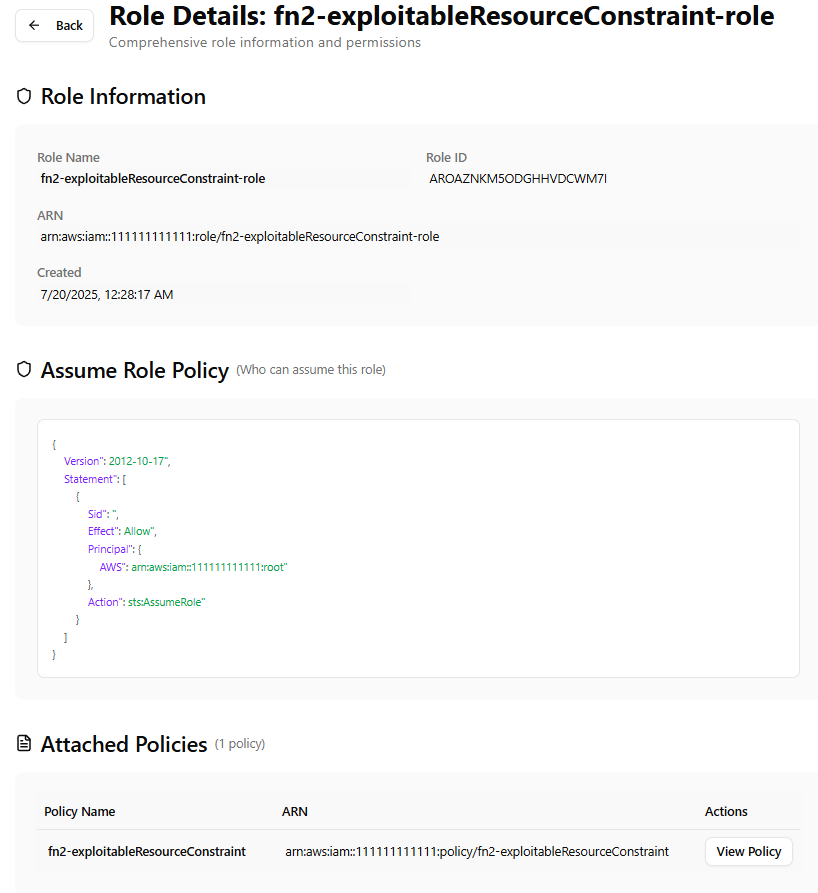 Back
Role Details: fn2-exploitableResourceConstraint-role
Comprehensive role information and permissions
Role Information
Role Name
Role ID
fn2-exploitableResourceConstraint-role
AROAZNKM5ODGHHVDCWM7I
ARN
arn:aws:iam::111111111111:role/fn2-exploitableResourceConstraint-role
Created
7/20/2025, 12:28:17 AM
Assume Role Policy (Who can assume this role)
{
Version": 2012-10-17",
Statement": [
{
Sid": ",
Effect": Allow",
Principal": {
AWS": arn:aws:iam::111111111111:root"
},
Action": sts:AssumeRole"
}
]
}
Attached Policies (1 policy)
Policy Name ARN Actions
fn2-exploitableResourceConstraint arn:aws:iam::111111111111:policy/fn2-exploitableResourceConstraint View Policy